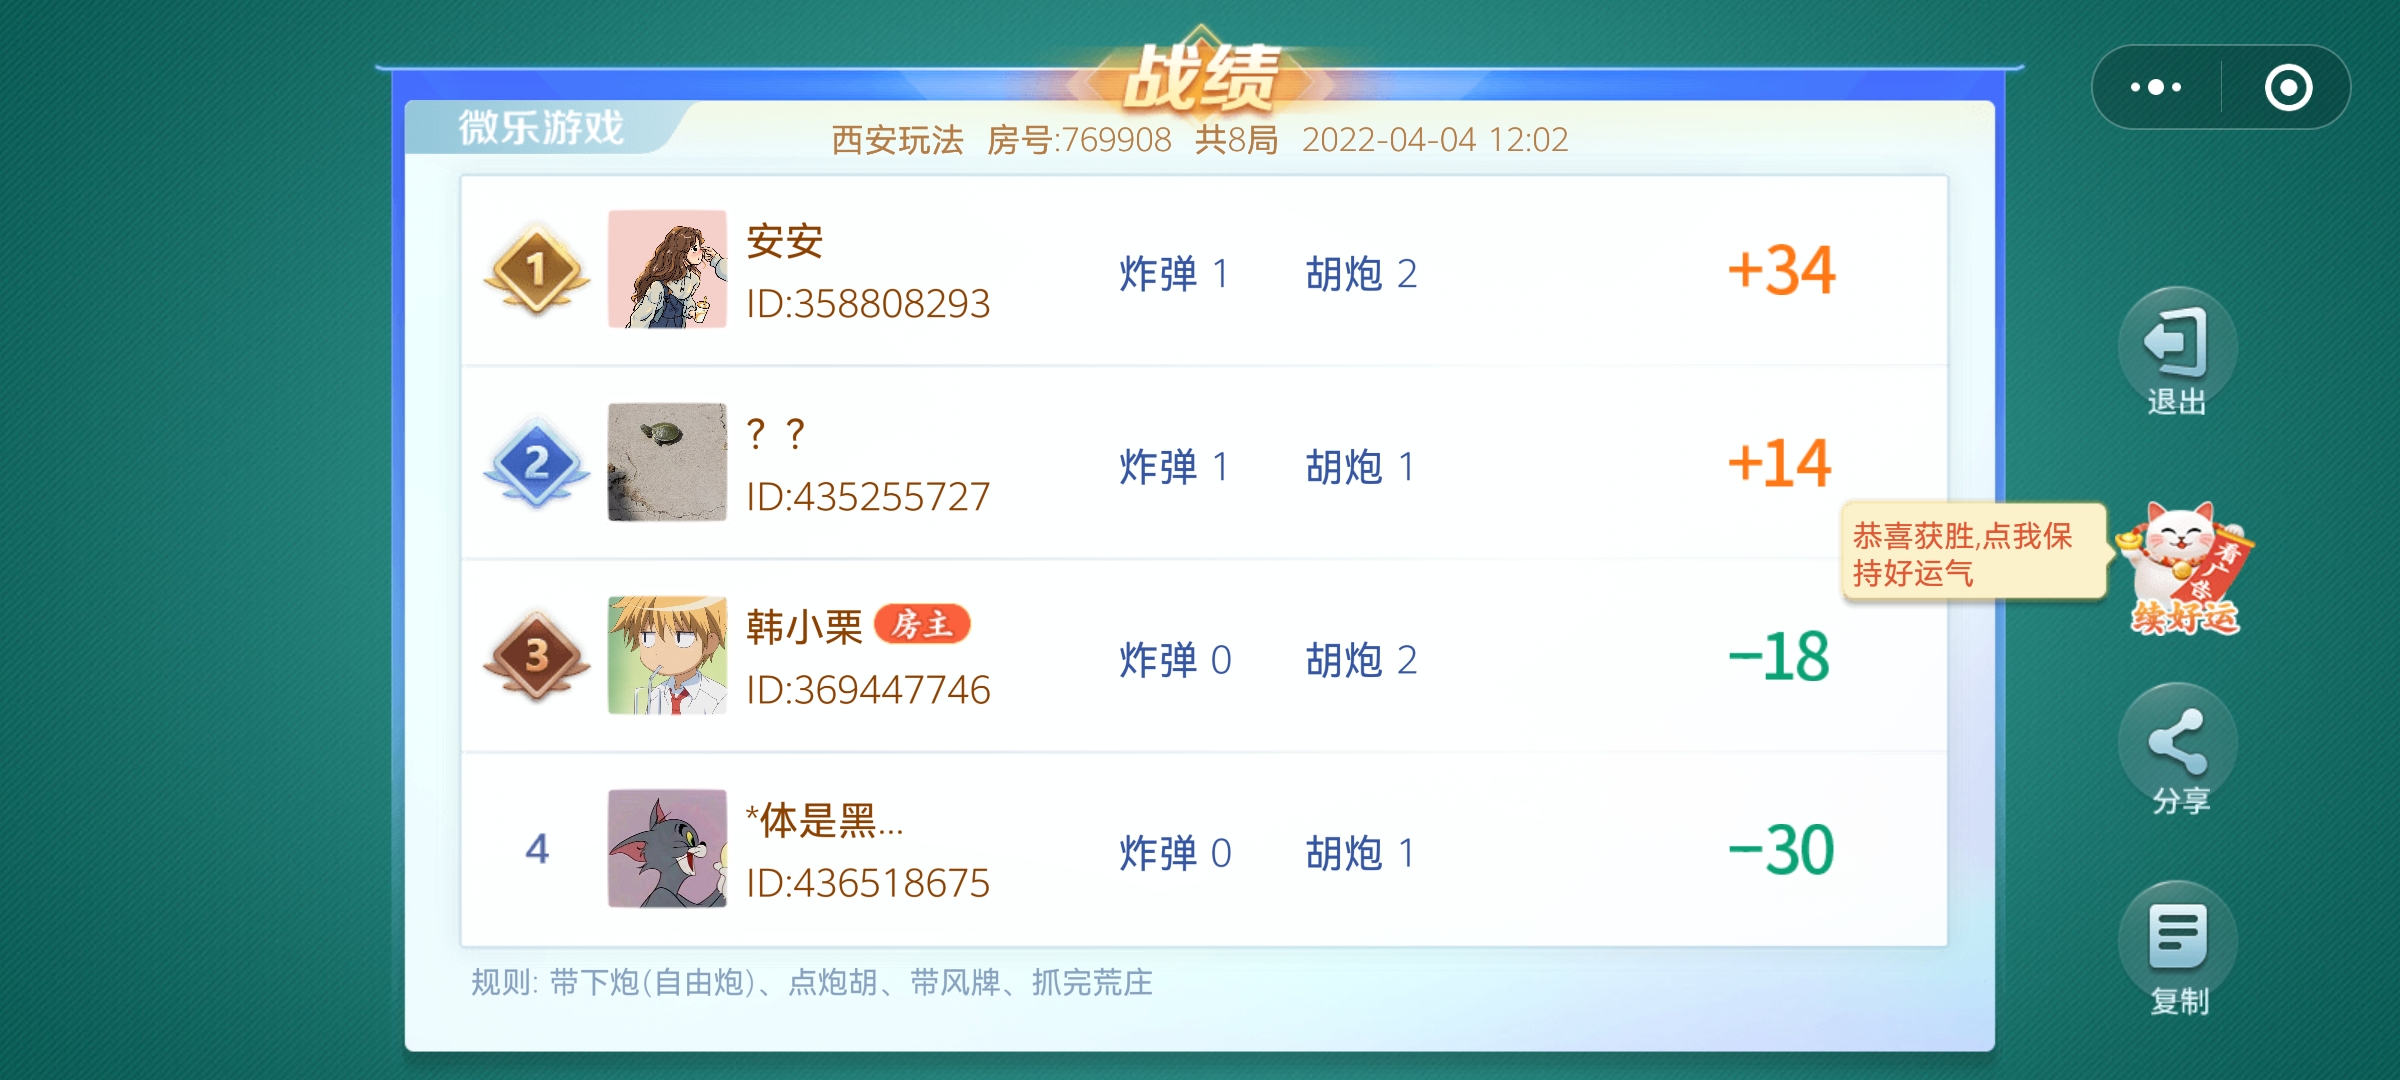 战绩
微乐游戏
西安玩法 房号:769908 共8局 2022-04-04 12:02
1
安安
ID:358808293
炸弹 1 胡炮 2
+34
2
？？
ID:435255727
炸弹 1 胡炮 1
+14
3
韩小栗 房主
ID:369447746
炸弹 0 胡炮 2
-18
4
*体是黑...
ID:436518675
炸弹 0 胡炮 1
-30
规则: 带下炮(自由炮)、点炮胡、带风牌、抓完荒庄
退出
恭喜获胜,点我保
持好运气
看广告
续好运
分享
复制